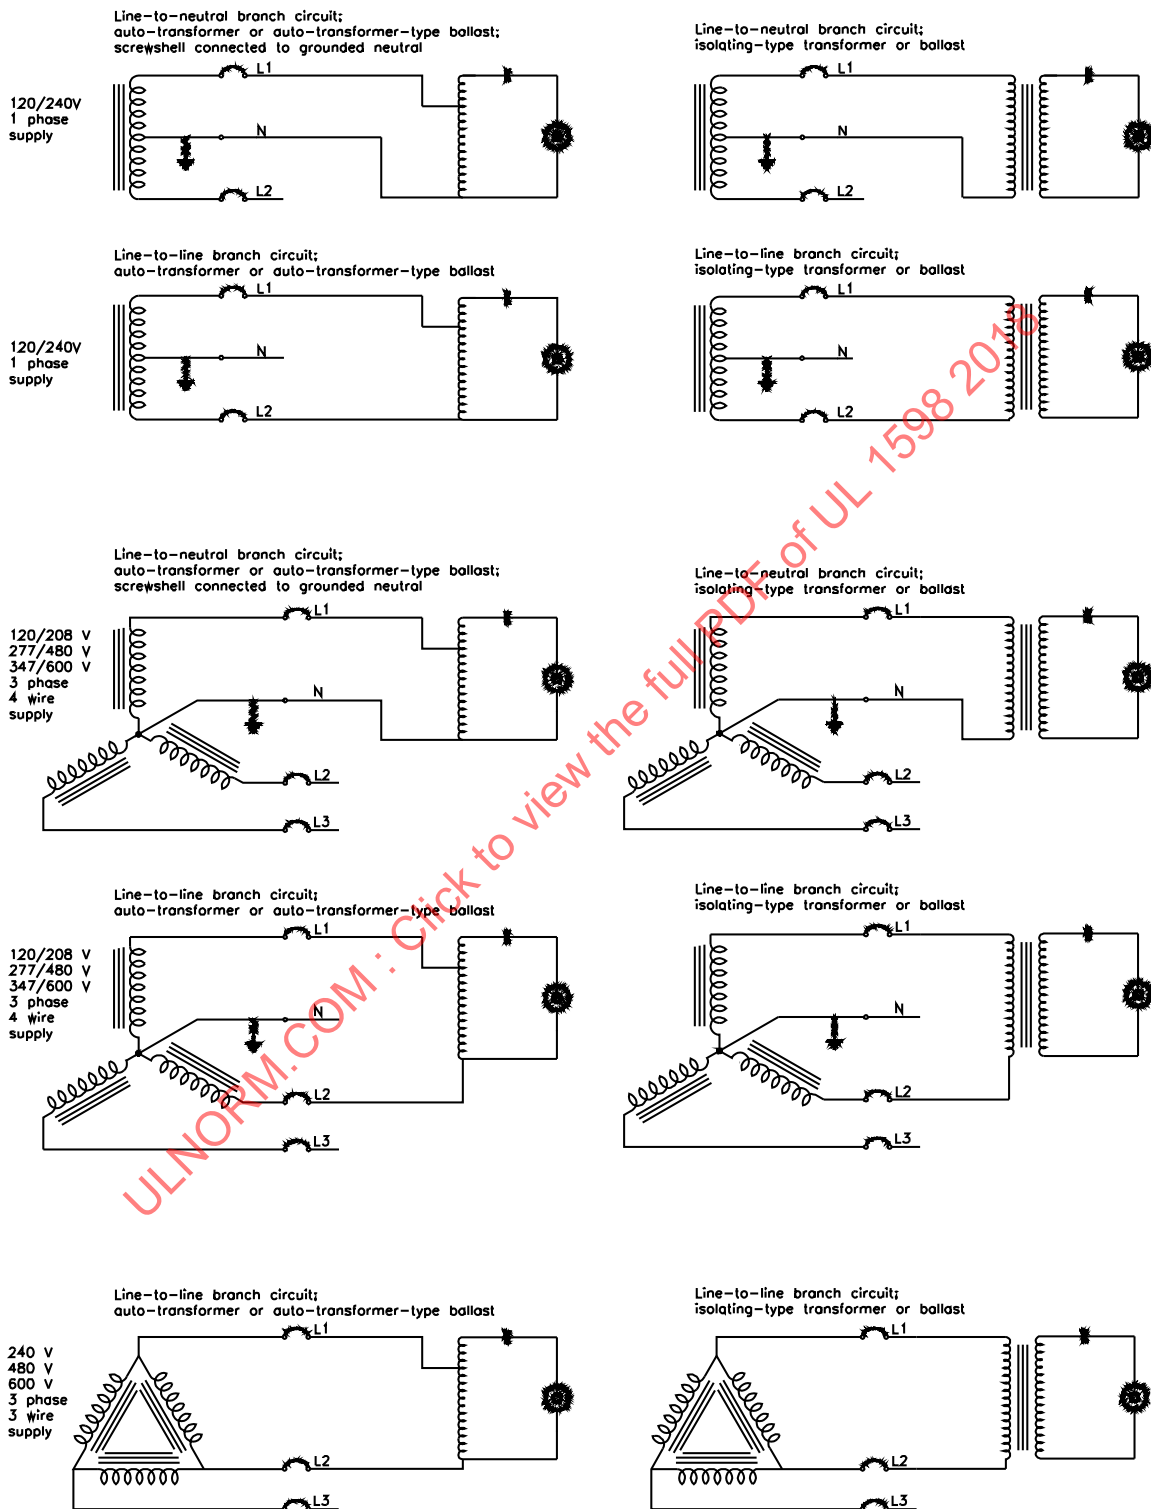 Line-to-neutral branch circuit;
auto-transformer or auto-transformer-type ballast;
screwshell connected to grounded neutral
120/240V
1 phase
supply
L1
N
L2
Line-to-neutral branch circuit;
isolating-type transformer or ballast
L1
N
L2
Line-to-line branch circuit;
auto-transformer or auto-transformer-type ballast
120/240V
1 phase
supply
L1
N
L2
Line-to-line branch circuit;
isolating-type transformer or ballast
L1
N
L2
Line-to-neutral branch circuit;
auto-transformer or auto-transformer-type ballast;
screwshell connected to grounded neutral
120/208 V
277/480 V
347/600 V
3 phase
4 wire
supply
L1
N
L2
L3
Line-to-neutral branch circuit;
isolating-type transformer or ballast
L1
N
L2
L3
Line-to-line branch circuit;
auto-transformer or auto-transformer-type ballast
120/208 V
277/480 V
347/600 V
3 phase
4 wire
supply
L1
N
L2
L3
Line-to-line branch circuit;
isolating-type transformer or ballast
L1
N
L2
L3
Line-to-line branch circuit;
auto-transformer or auto-transformer-type ballast
240 V
480 V
600 V
3 phase
3 wire
supply
L1
L2
L3
Line-to-line branch circuit;
isolating-type transformer or ballast
L1
L2
L3
ULNORM.COM : Click to view the full PDF of UL 1598 2018